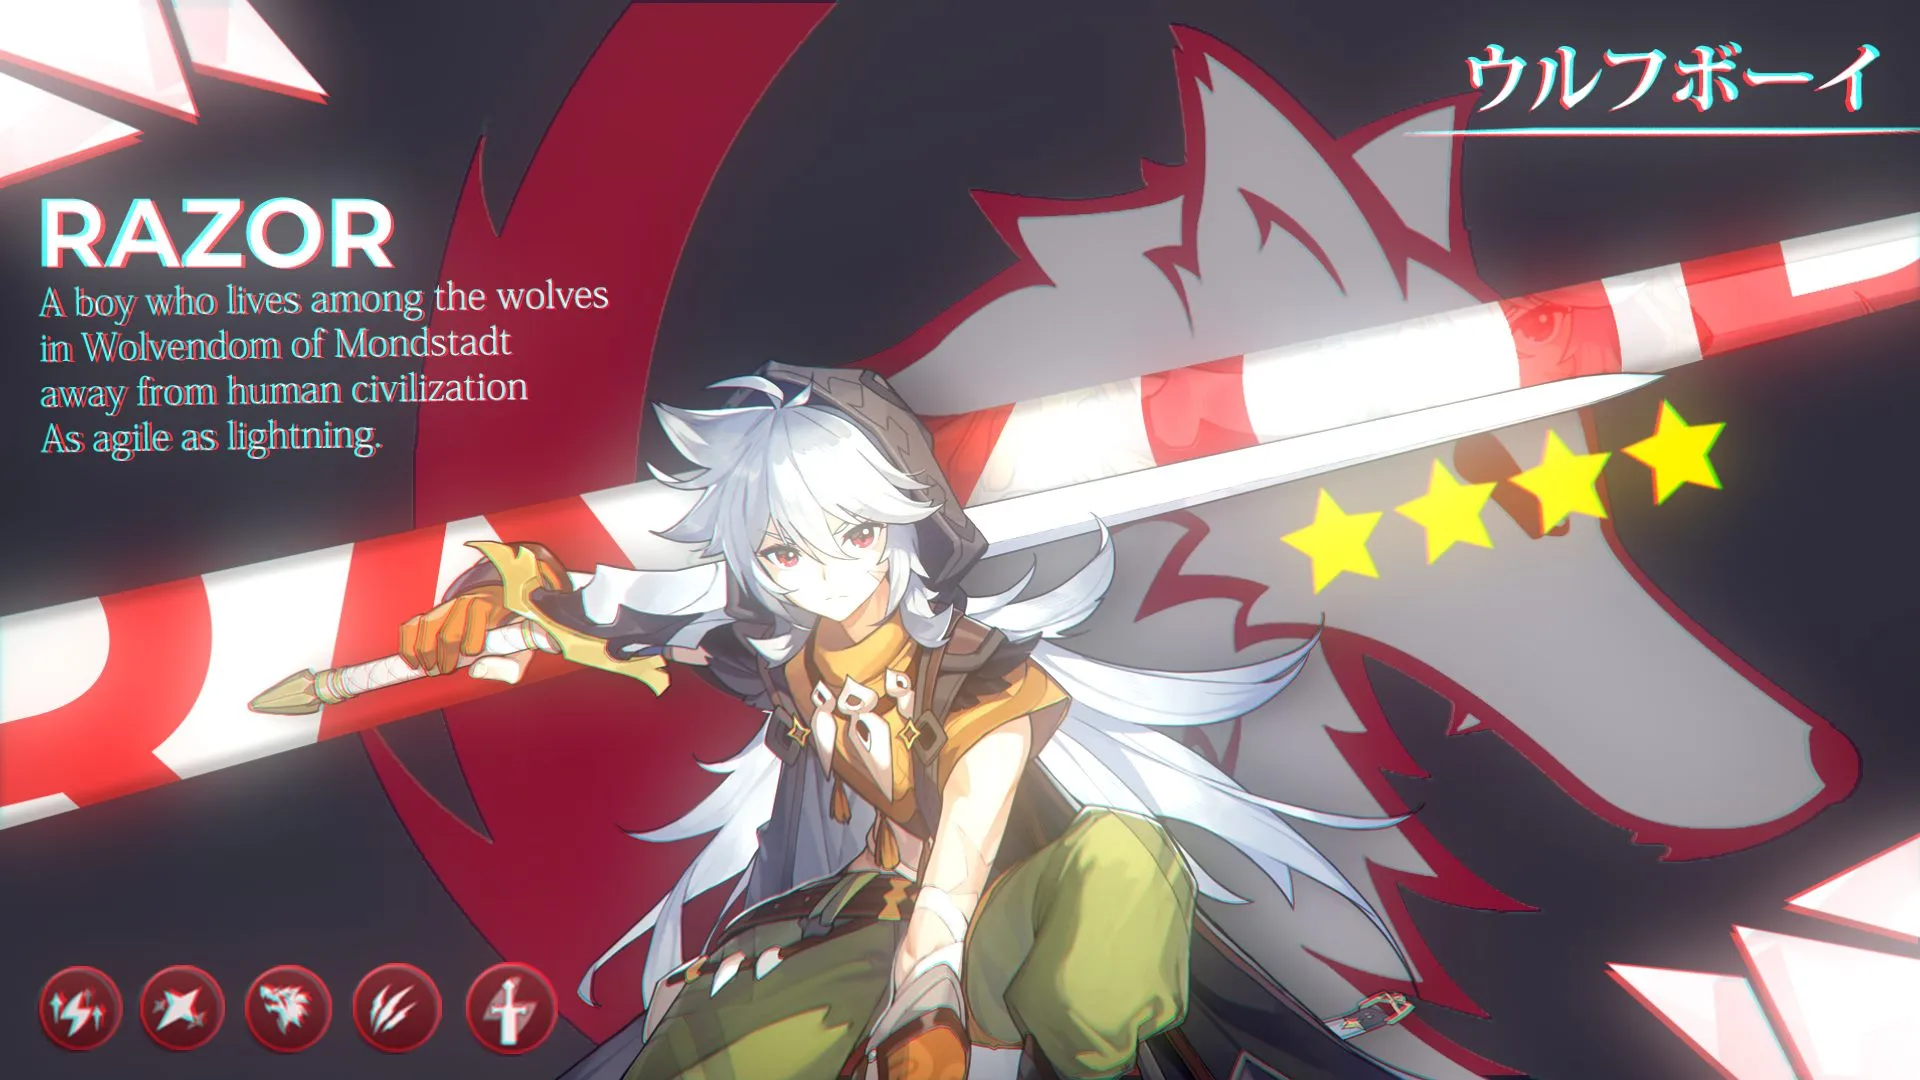 ウルフボーイ
RAZOR
A boy who lives among the wolves
in Wolvendom of Mondstadt
away from human civilization
As agile as lightning.